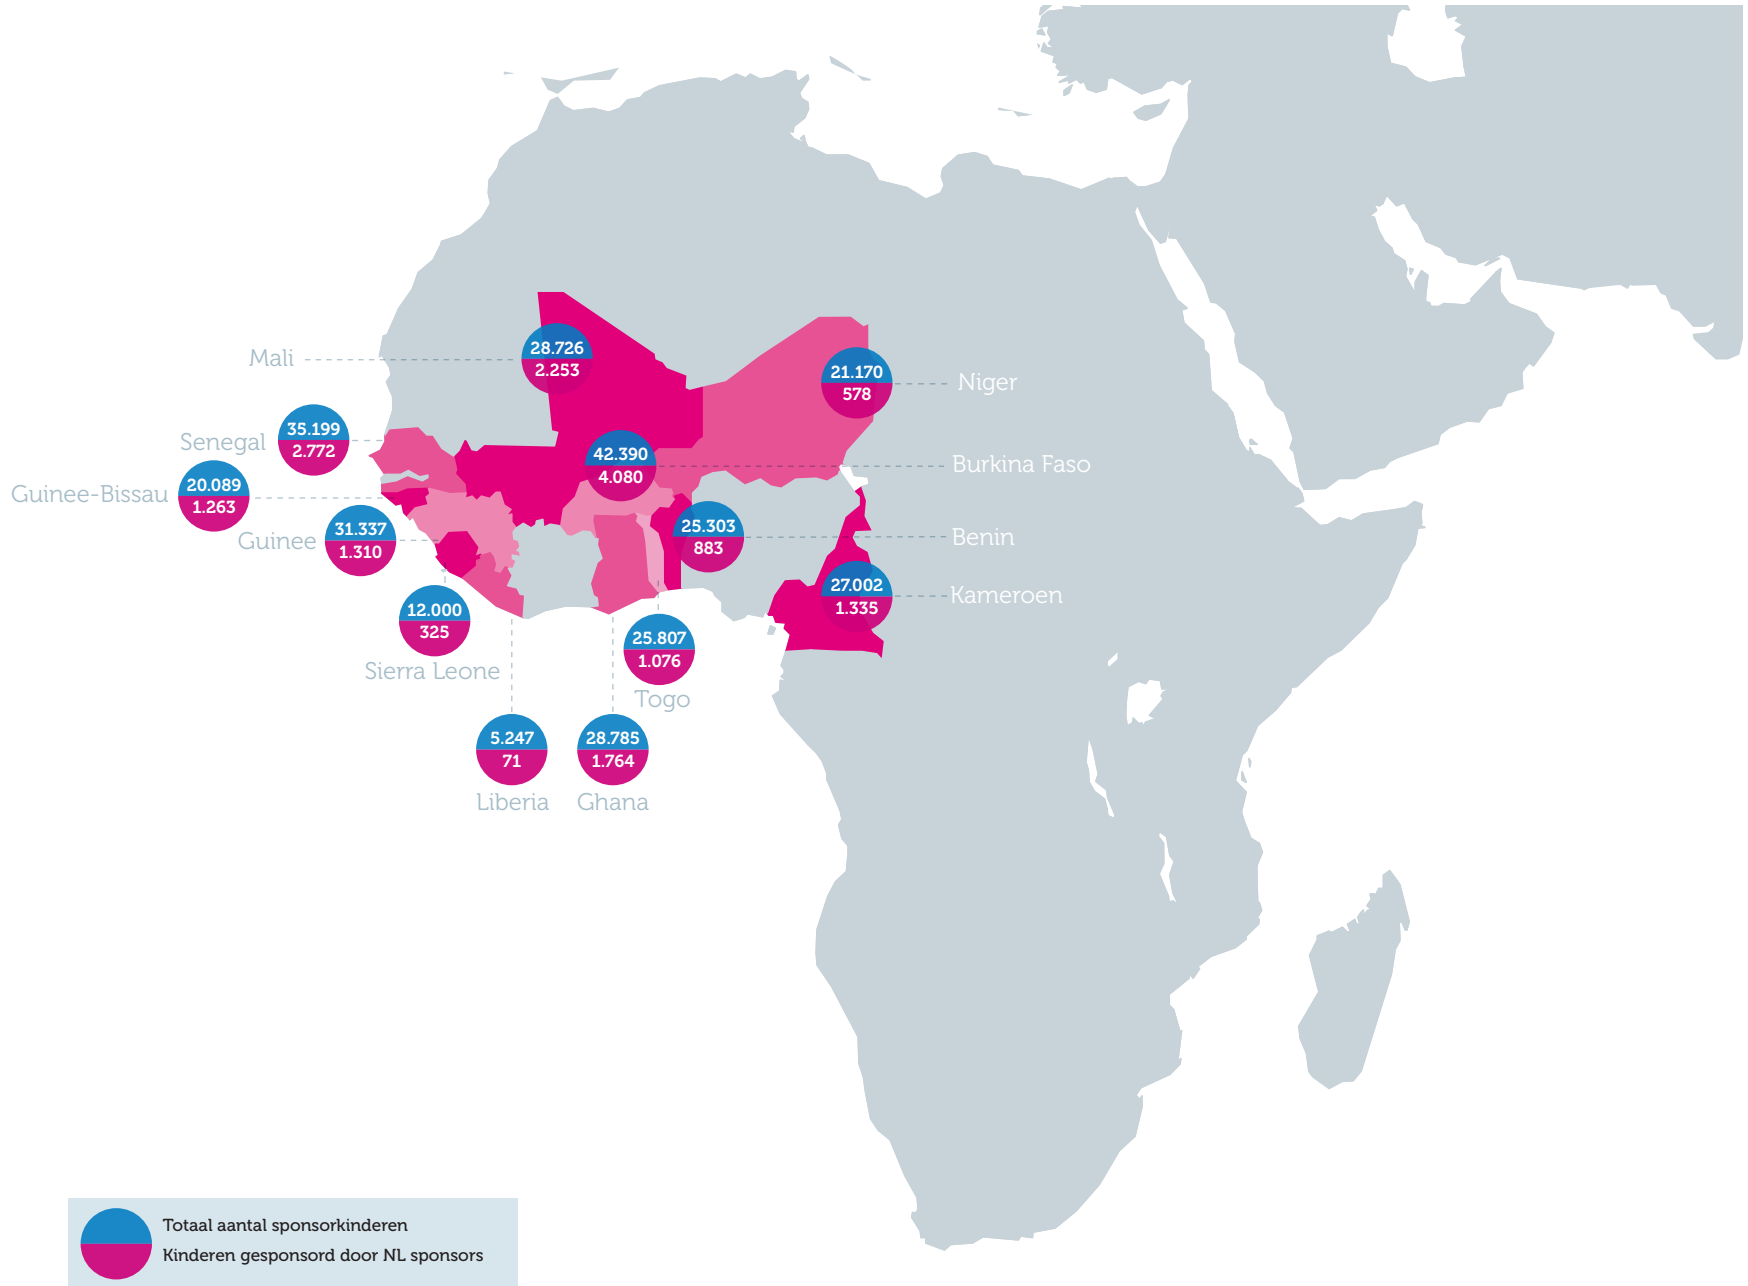 Mali
28.726
2.253
21.170
578
Niger
Senegal
35.199
2.772
42.390
4.080
Burkina Faso
Guinee-Bissau
20.089
1.263
Guinee
31.337
1.310
25.303
883
Benin
27.002
1.335
Kameroen
12.000
325
Sierra Leone
25.807
1.076
Togo
5.247
71
Liberia
28.785
1.764
Ghana
Totaal aantal sponsorkinderen
Kinderen gesponsord door NL sponsors